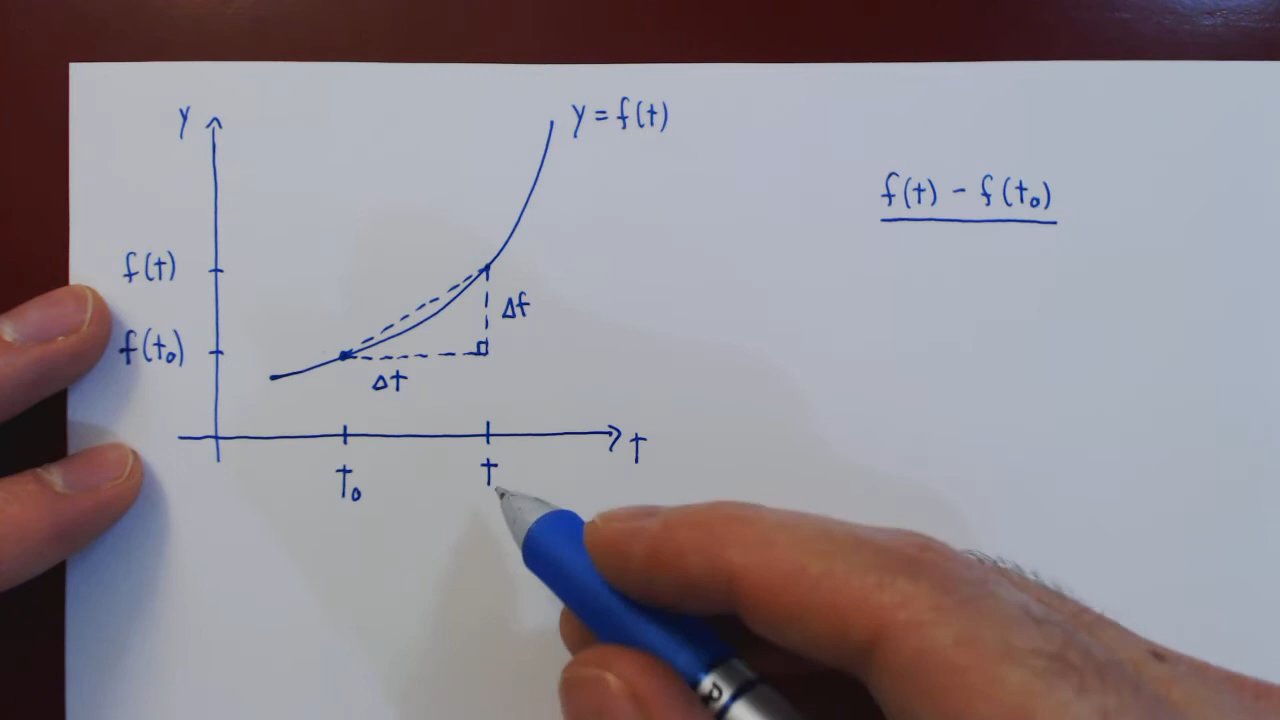 y
y = f(t)
f(t) - f(t₀)
f(t)
Δf
f(t₀)
Δt
t
t₀
t